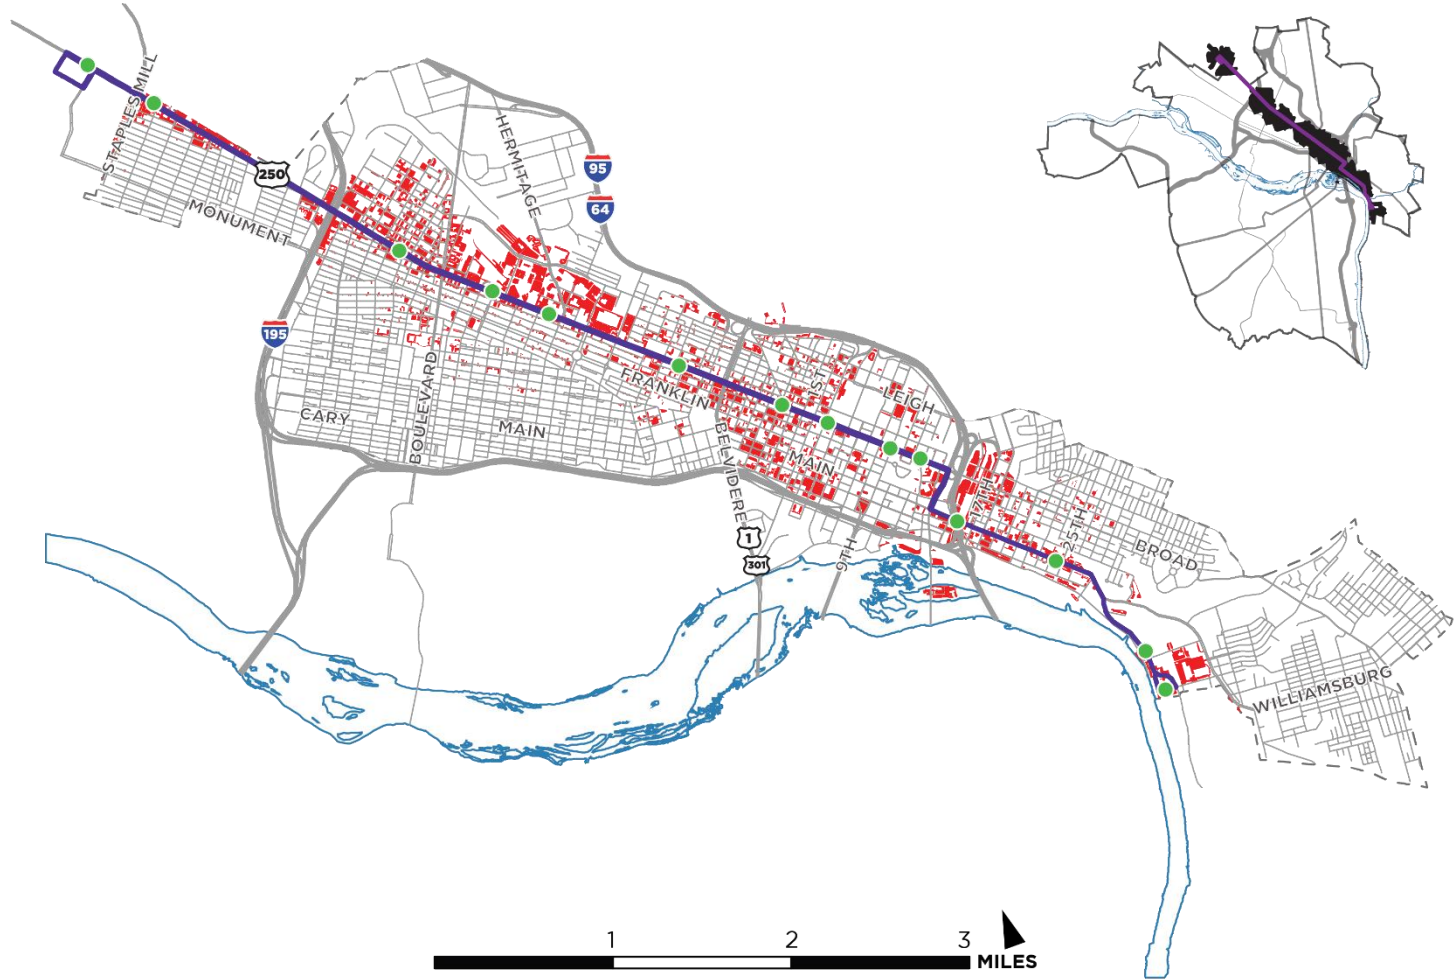 STAPLES MILL
250
MONUMENT
HERMITAGE
95
64
195
BOULEVARD
CARY
MAIN
FRANKLIN
BELVIDERE
1ST
LEIGH
MAIN
1
301
9TH
17TH
25TH
BROAD
WILLIAMSBURG
1 2 3
MILES